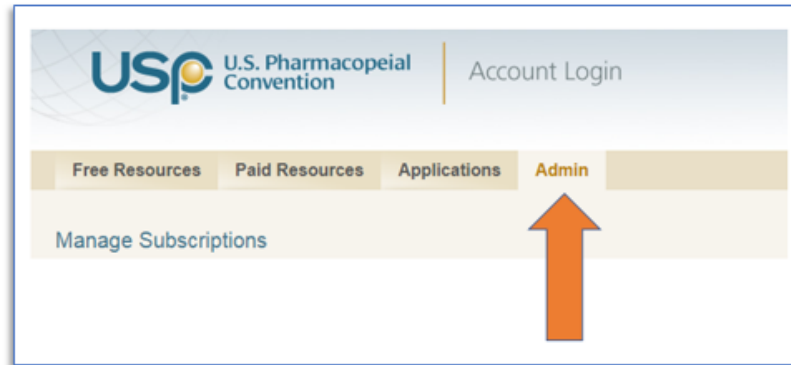 USP U.S. Pharmacopeial
Convention
Account Login
Free Resources Paid Resources Applications Admin
Manage Subscriptions